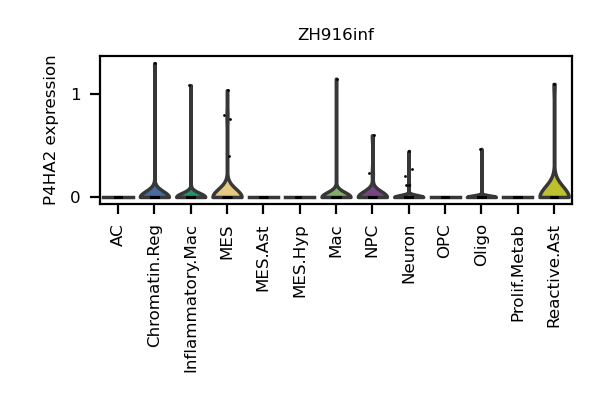 ZH916inf
P4HA2 expression
1
0
AC
Chromatin.Reg
Inflammatory.Mac
MES
MES.Ast
MES.Hyp
Mac
NPC
Neuron
OPC
Oligo
Prolif.Metab
Reactive.Ast